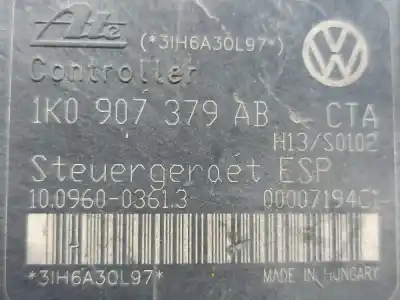 Ate (*3IH6A30L97*)
Controller
1K0 907 379 AB CTA
H13/S0102
Steuergeraet ESP
10.0960-0361.3 00007194C1
*3IH6A30L97* MADE IN HUNGARY